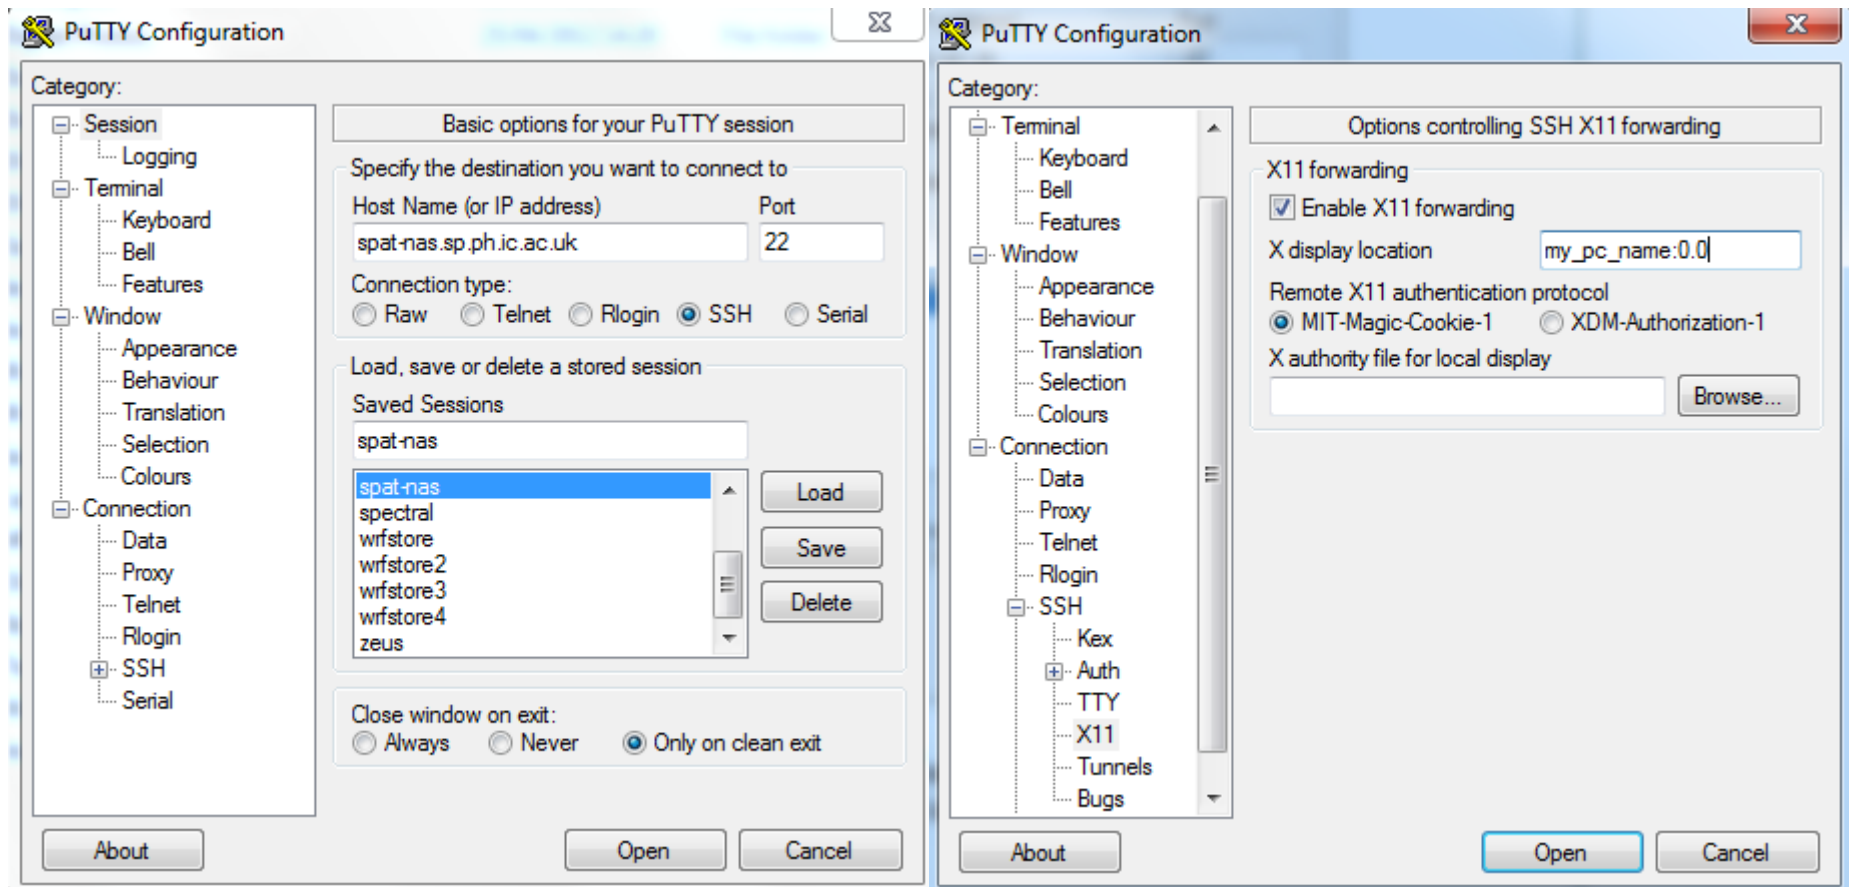 PuTTY Configuration
Category:
Session
Logging
Terminal
Keyboard
Bell
Features
Window
Appearance
Behaviour
Translation
Selection
Colours
Connection
Data
Proxy
Telnet
Rlogin
SSH
Serial
Basic options for your PuTTY session
Specify the destination you want to connect to
Host Name (or IP address) Port
spat-nas.sp.ph.ic.ac.uk 22
Connection type:
Raw Telnet Rlogin SSH Serial
Load, save or delete a stored session
Saved Sessions
spat-nas
spat-nas
spectral
wrfstore
wrfstore2
wrfstore3
wrfstore4
zeus
Load
Save
Delete
Close window on exit:
Always Never Only on clean exit
About Open Cancel
PuTTY Configuration
Category:
Terminal
Keyboard
Bell
Features
Window
Appearance
Behaviour
Translation
Selection
Colours
Connection
Data
Proxy
Telnet
Rlogin
SSH
Kex
Auth
TTY
X11
Tunnels
Bugs
Options controlling SSH X11 forwarding
X11 forwarding
Enable X11 forwarding
X display location my_pc_name:0.0
Remote X11 authentication protocol
MIT-Magic-Cookie-1 XDM-Authorization-1
X authority file for local display
Browse...
About Open Cancel